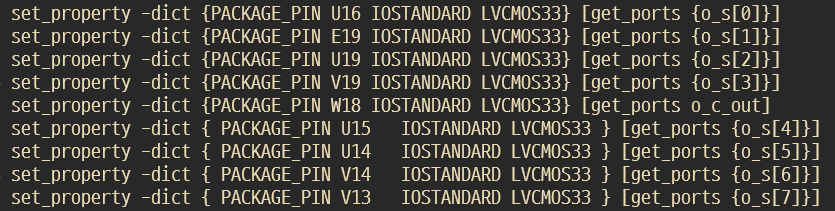 set_property -dict {PACKAGE_PIN U16 IOSTANDARD LVCMOS33} [get_ports {o_s[0]}]
set_property -dict {PACKAGE_PIN E19 IOSTANDARD LVCMOS33} [get_ports {o_s[1]}]
set_property -dict {PACKAGE_PIN U19 IOSTANDARD LVCMOS33} [get_ports {o_s[2]}]
set_property -dict {PACKAGE_PIN V19 IOSTANDARD LVCMOS33} [get_ports {o_s[3]}]
set_property -dict {PACKAGE_PIN W18 IOSTANDARD LVCMOS33} [get_ports o_c_out]
set_property -dict { PACKAGE_PIN U15   IOSTANDARD LVCMOS33 } [get_ports {o_s[4]}]
set_property -dict { PACKAGE_PIN U14   IOSTANDARD LVCMOS33 } [get_ports {o_s[5]}]
set_property -dict { PACKAGE_PIN V14   IOSTANDARD LVCMOS33 } [get_ports {o_s[6]}]
set_property -dict { PACKAGE_PIN V13   IOSTANDARD LVCMOS33 } [get_ports {o_s[7]}]